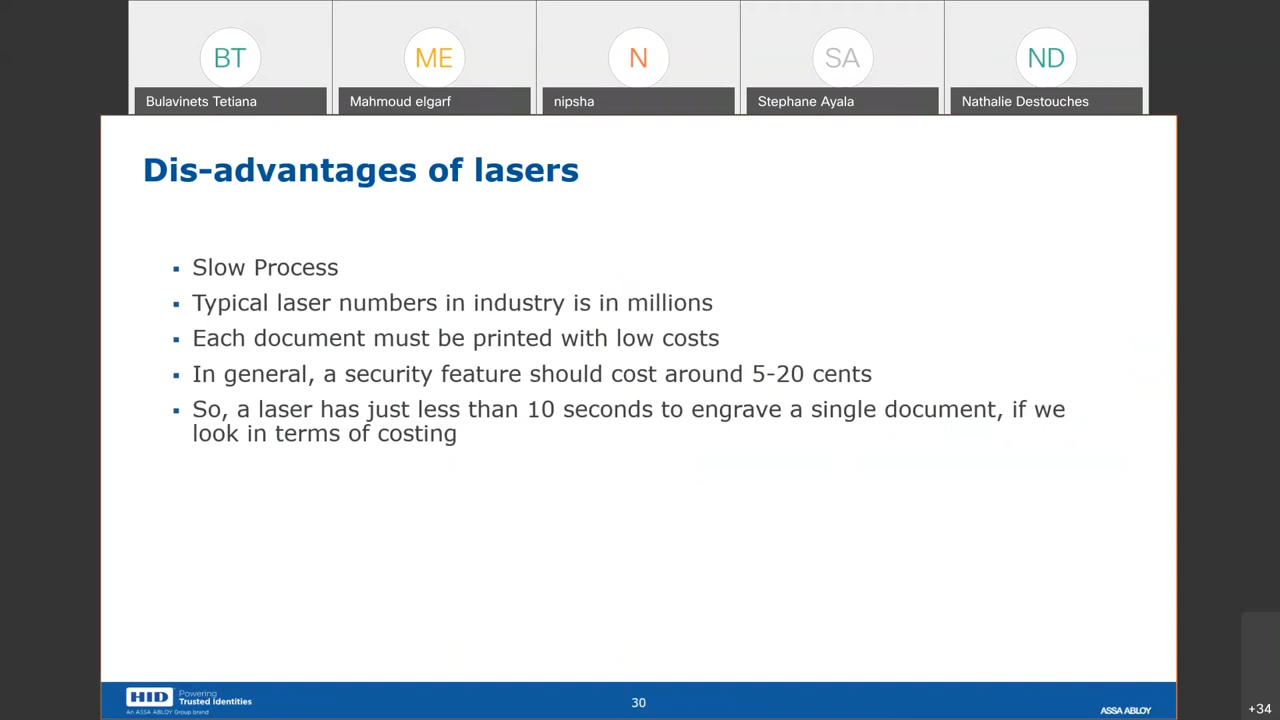 BT
ME
N
SA
ND
Bulavinets Tetiana
Mahmoud elgarf
nipsha
Stephane Ayala
Nathalie Destouches
Dis-advantages of lasers
▪ Slow Process
▪ Typical laser numbers in industry is in millions
▪ Each document must be printed with low costs
▪ In general, a security feature should cost around 5-20 cents
▪ So, a laser has just less than 10 seconds to engrave a single document, if we
look in terms of costing
HID
Powering
Trusted Identities
An ASSA ABLOY Group brand
30
ASSA ABLOY
+34